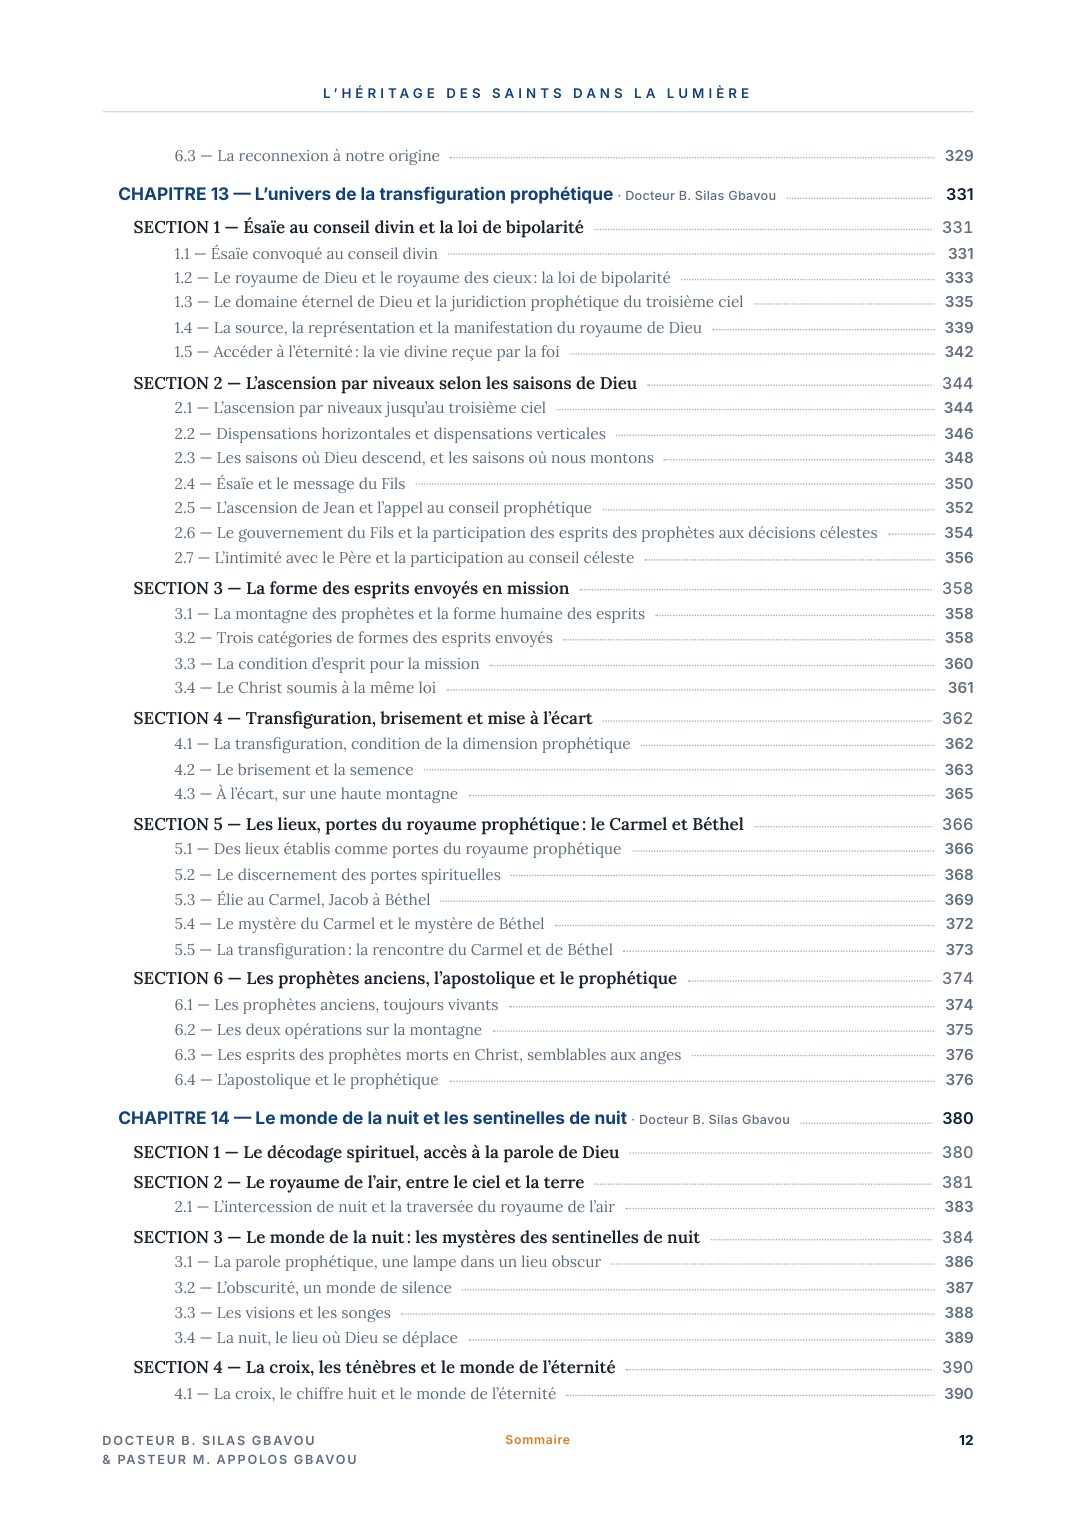 L’HÉRITAGE DES SAINTS DANS LA LUMIÈRE
6.3 — La reconnexion à notre origine 329
CHAPITRE 13 — L’univers de la transfiguration prophétique · Docteur B. Silas Gbavou 331
SECTION 1 — Ésaïe au conseil divin et la loi de bipolarité 331
1.1 — Ésaïe convoqué au conseil divin 331
1.2 — Le royaume de Dieu et le royaume des cieux : la loi de bipolarité 333
1.3 — Le domaine éternel de Dieu et la juridiction prophétique du troisième ciel 335
1.4 — La source, la représentation et la manifestation du royaume de Dieu 339
1.5 — Accéder à l’éternité : la vie divine reçue par la foi 342
SECTION 2 — L’ascension par niveaux selon les saisons de Dieu 344
2.1 — L’ascension par niveaux jusqu’au troisième ciel 344
2.2 — Dispensations horizontales et dispensations verticales 346
2.3 — Les saisons où Dieu descend, et les saisons où nous montons 348
2.4 — Ésaïe et le message du Fils 350
2.5 — L’ascension de Jean et l’appel au conseil prophétique 352
2.6 — Le gouvernement du Fils et la participation des esprits des prophètes aux décisions célestes 354
2.7 — L’intimité avec le Père et la participation au conseil céleste 356
SECTION 3 — La forme des esprits envoyés en mission 358
3.1 — La montagne des prophètes et la forme humaine des esprits 358
3.2 — Trois catégories de formes des esprits envoyés 358
3.3 — La condition d’esprit pour la mission 360
3.4 — Le Christ soumis à la même loi 361
SECTION 4 — Transfiguration, brisement et mise à l’écart 362
4.1 — La transfiguration, condition de la dimension prophétique 362
4.2 — Le brisement et la semence 363
4.3 — À l’écart, sur une haute montagne 365
SECTION 5 — Les lieux, portes du royaume prophétique : le Carmel et Béthel 366
5.1 — Des lieux établis comme portes du royaume prophétique 366
5.2 — Le discernement des portes spirituelles 368
5.3 — Élie au Carmel, Jacob à Béthel 369
5.4 — Le mystère du Carmel et le mystère de Béthel 372
5.5 — La transfiguration : la rencontre du Carmel et de Béthel 373
SECTION 6 — Les prophètes anciens, l’apostolique et le prophétique 374
6.1 — Les prophètes anciens, toujours vivants 374
6.2 — Les deux opérations sur la montagne 375
6.3 — Les esprits des prophètes morts en Christ, semblables aux anges 376
6.4 — L’apostolique et le prophétique 376
CHAPITRE 14 — Le monde de la nuit et les sentinelles de nuit · Docteur B. Silas Gbavou 380
SECTION 1 — Le décodage spirituel, accès à la parole de Dieu 380
SECTION 2 — Le royaume de l’air, entre le ciel et la terre 381
2.1 — L’intercession de nuit et la traversée du royaume de l’air 383
SECTION 3 — Le monde de la nuit : les mystères des sentinelles de nuit 384
3.1 — La parole prophétique, une lampe dans un lieu obscur 386
3.2 — L’obscurité, un monde de silence 387
3.3 — Les visions et les songes 388
3.4 — La nuit, le lieu où Dieu se déplace 389
SECTION 4 — La croix, les ténèbres et le monde de l’éternité 390
4.1 — La croix, le chiffre huit et le monde de l’éternité 390
DOCTEUR B. SILAS GBAVOU
& PASTEUR M. APPOLOS GBAVOU
Sommaire
12